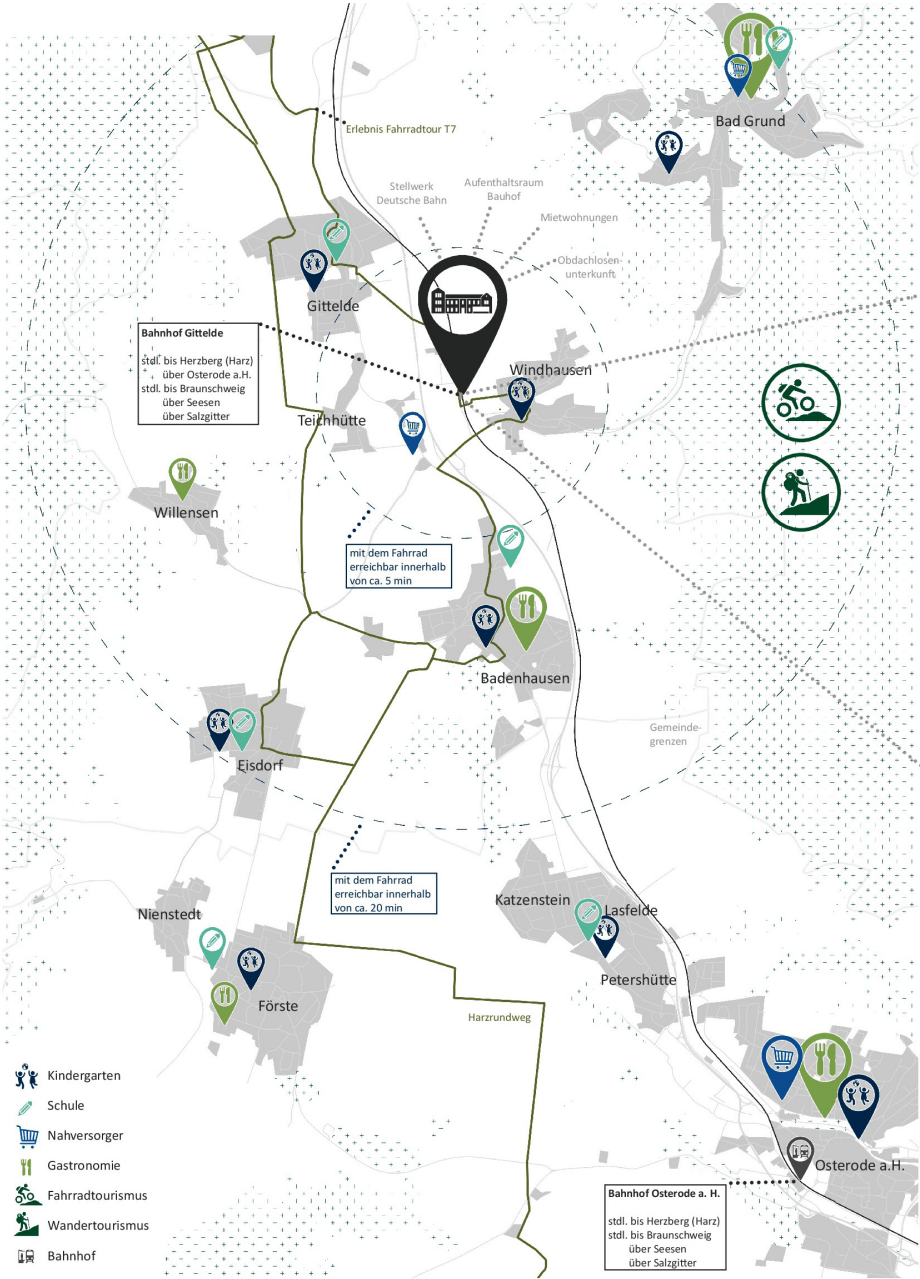 Bad Grund
Erlebnis Fahrradtour T7
Stellwerk
Deutsche Bahn
Aufenthaltsraum
Bauhof
Mietwohnungen
Obdachlosen-
unterkunft
Gittelde
Bahnhof Gittelde
stdl. bis Herzberg (Harz)
über Osterode a.H.
stdl. bis Braunschweig
über Seesen
über Salzgitter
Windhausen
Teichhütte
Willensen
mit dem Fahrrad
erreichbar innerhalb
von ca. 5 min
Badenhausen
Gemeinde-
grenzen
Eisdorf
mit dem Fahrrad
erreichbar innerhalb
von ca. 20 min
Katzenstein
Lasfelde
Nienstedt
Petershütte
Förste
Harzrundweg
Kindergarten
Schule
Nahversorger
Gastronomie
Fahrradtourismus
Wandertourismus
Bahnhof
Osterode a.H.
Bahnhof Osterode a. H.
stdl. bis Herzberg (Harz)
stdl. bis Braunschweig
über Seesen
über Salzgitter